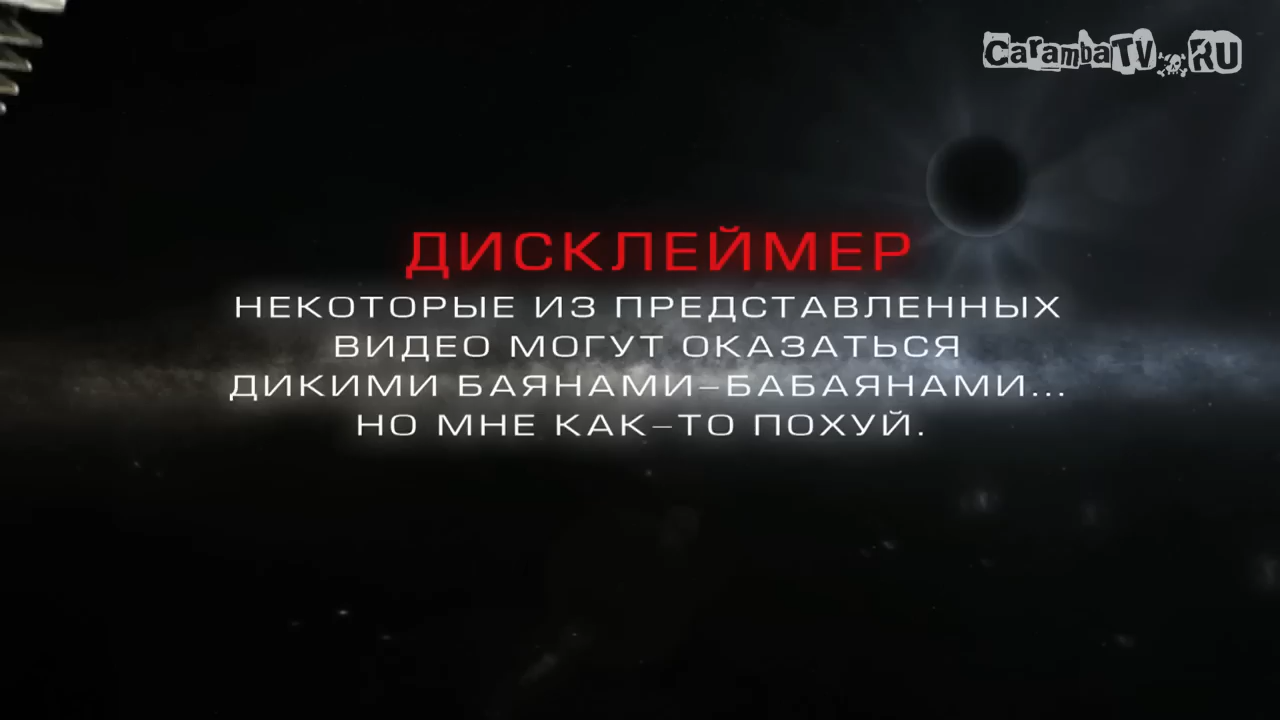 CarambaTV.RU
ДИСКЛЕЙМЕР
НЕКОТОРЫЕ ИЗ ПРЕДСТАВЛЕННЫХ
ВИДЕО МОГУТ ОКАЗАТЬСЯ
ДИКИМИ БАЯНАМИ–БАБАЯНАМИ...
НО МНЕ КАК–ТО ПОХУЙ.